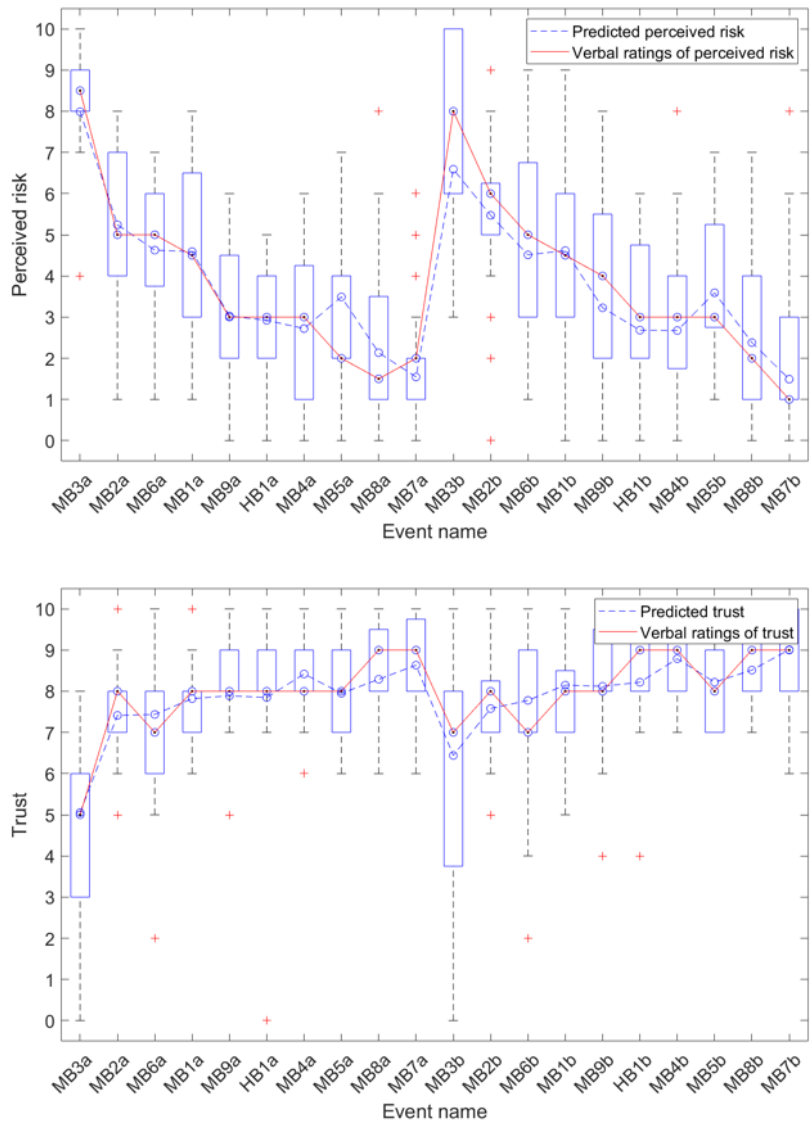 Predicted perceived risk
Verbal ratings of perceived risk
10
9
8
7
6
5
4
3
2
1
0
Perceived risk
MB3a MB2a MB6a MB1a MB9a HB1a MB4a MB5a MB8a MB7a MB3b MB2b MB6b MB1b MB9b HB1b MB4b MB5b MB8b MB7b
Event name
Predicted trust
Verbal ratings of trust
10
9
8
7
6
5
4
3
2
1
0
Trust
MB3a MB2a MB6a MB1a MB9a HB1a MB4a MB5a MB8a MB7a MB3b MB2b MB6b MB1b MB9b HB1b MB4b MB5b MB8b MB7b
Event name